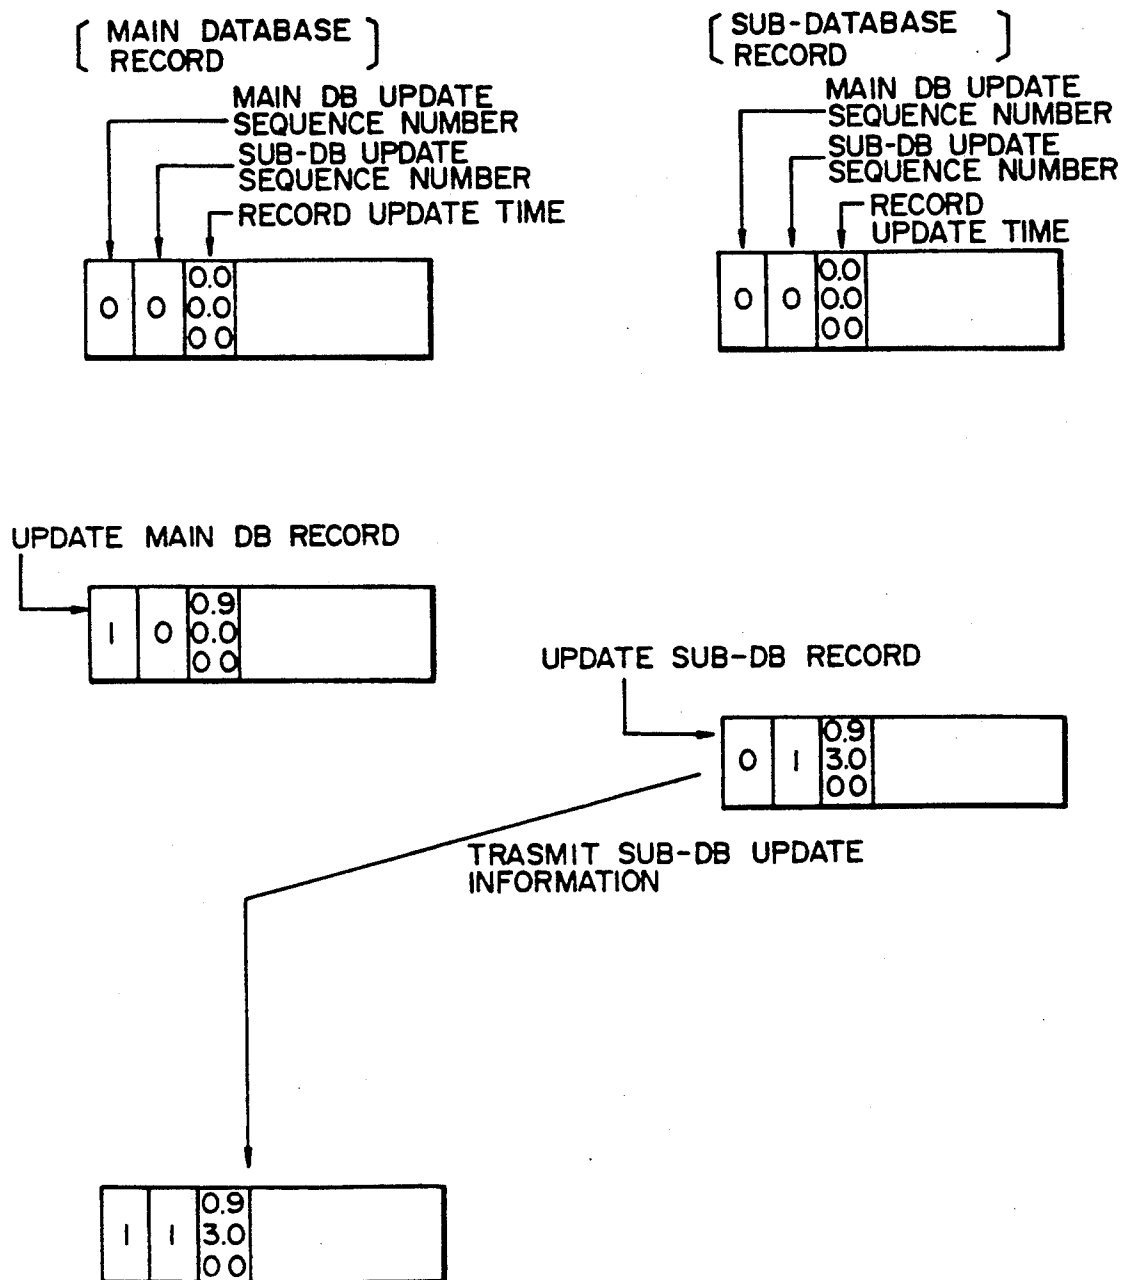 MAIN DATABASE
RECORD
MAIN DB UPDATE
SEQUENCE NUMBER
SUB-DB UPDATE
SEQUENCE NUMBER
RECORD UPDATE TIME
0 0 0.0
0.0
00
SUB-DATABASE
RECORD
MAIN DB UPDATE
SEQUENCE NUMBER
SUB-DB UPDATE
SEQUENCE NUMBER
RECORD
UPDATE TIME
0 0 0.0
0.0
00
UPDATE MAIN DB RECORD
1 0 0.9
0.0
00
UPDATE SUB-DB RECORD
0 1 0.9
3.0
00
TRASMIT SUB-DB UPDATE
INFORMATION
1 1 0.9
3.0
00